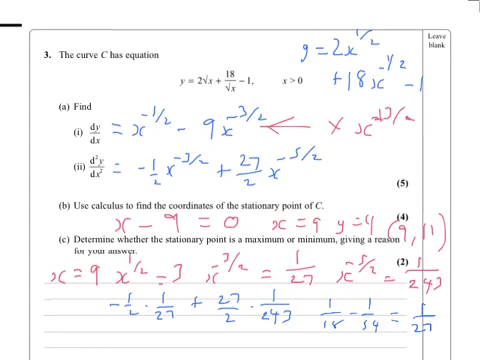 Leave
blank
3. The curve C has equation
y = 2x^{1/2}
+ 18x^{-1/2} - 1
y = 2√x + 18/√x − 1, x > 0
(a) Find
(i) dy/dx = x^{-1/2} - 9x^{-3/2} ← × x^{3/2}
(ii) d²y/dx² = -1/2 x^{-3/2} + 27/2 x^{-5/2}
(5)
(b) Use calculus to find the coordinates of the stationary point of C.
(4)
x - 9 = 0 x = 9 y = 4 (9, 11)
(c) Determine whether the stationary point is a maximum or minimum, giving a reason
for your answer.
(2)
x = 9 x^{1/2} = 3 x^{-3/2} = 1/27 x^{-5/2} = 1/243
-1/2 · 1/27 + 27/2 · 1/243 1/18 - 1/54 = 1/27